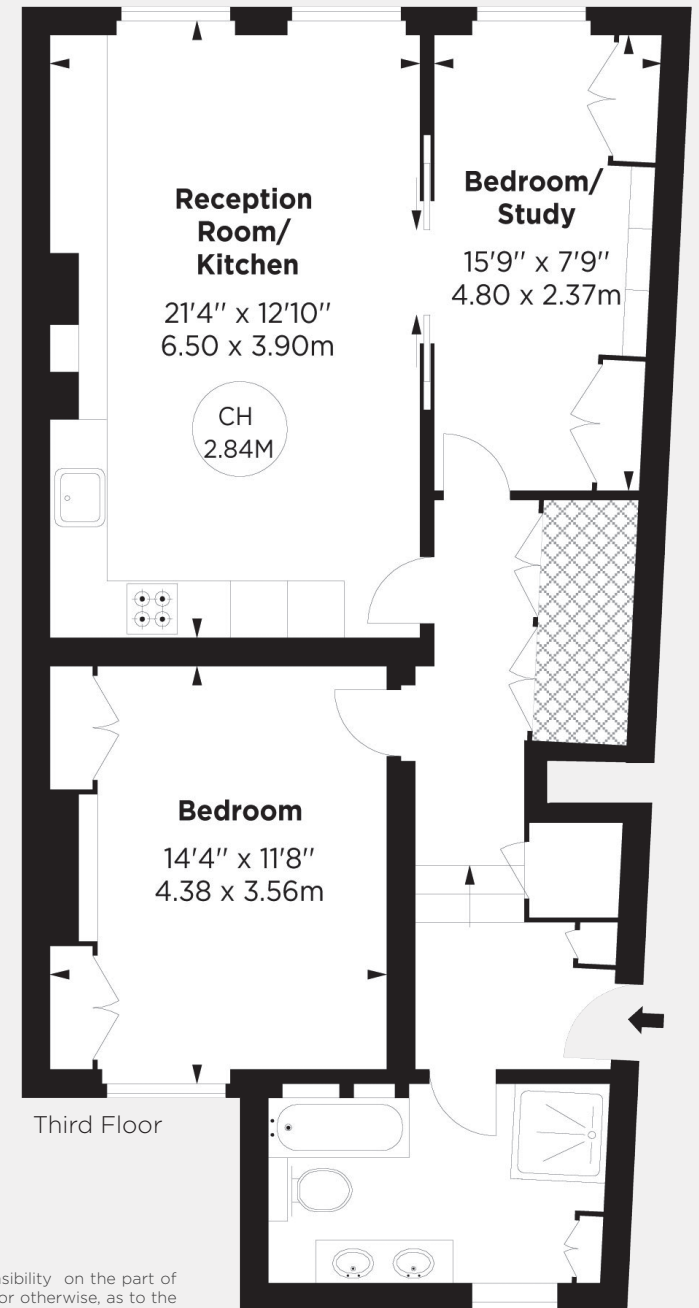 Reception
Room/
Kitchen
21'4'' x 12'10''
6.50 x 3.90m
CH
2.84M
Bedroom/
Study
15'9'' x 7'9''
4.80 x 2.37m
Bedroom
14'4'' x 11'8''
4.38 x 3.56m
Third Floor
nsibility on the part of
or otherwise, as to the